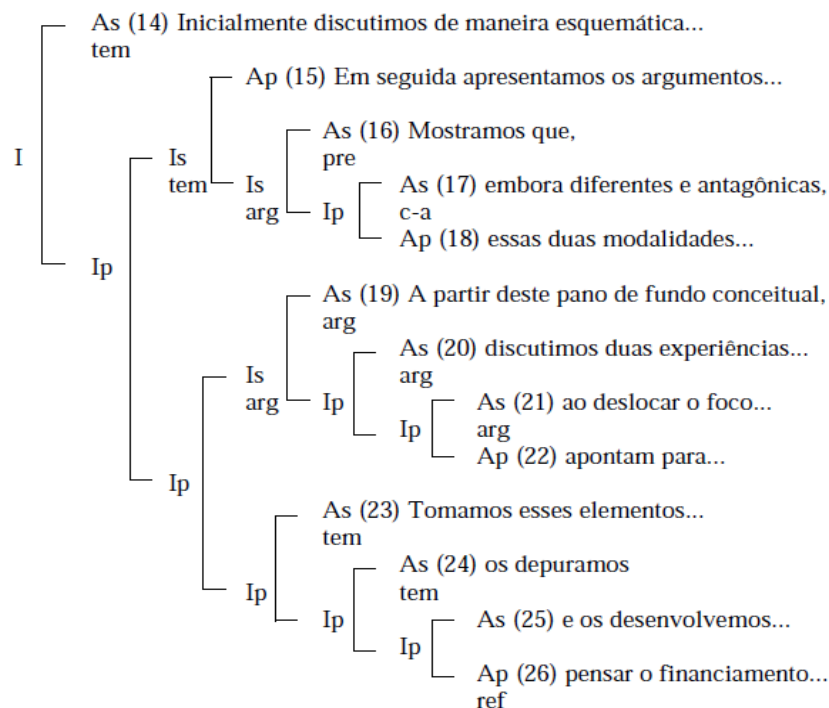 As (14) Inicialmente discutimos de maneira esquemática...
tem
Ap (15) Em seguida apresentamos os argumentos...
As (16) Mostramos que,
I
Is
pre
tem
Is
As (17) embora diferentes e antagônicas,
arg
Ip
c-a
Ap (18) essas duas modalidades...
Ip
As (19) A partir deste pano de fundo conceitual,
arg
As (20) discutimos duas experiências...
Is
arg
arg
Ip
As (21) ao deslocar o foco...
Ip
arg
Ap (22) apontam para...
Ip
As (23) Tomamos esses elementos...
tem
As (24) os depuramos
Ip
tem
Ip
As (25) e os desenvolvemos...
Ip
Ap (26) pensar o financiamento...
ref